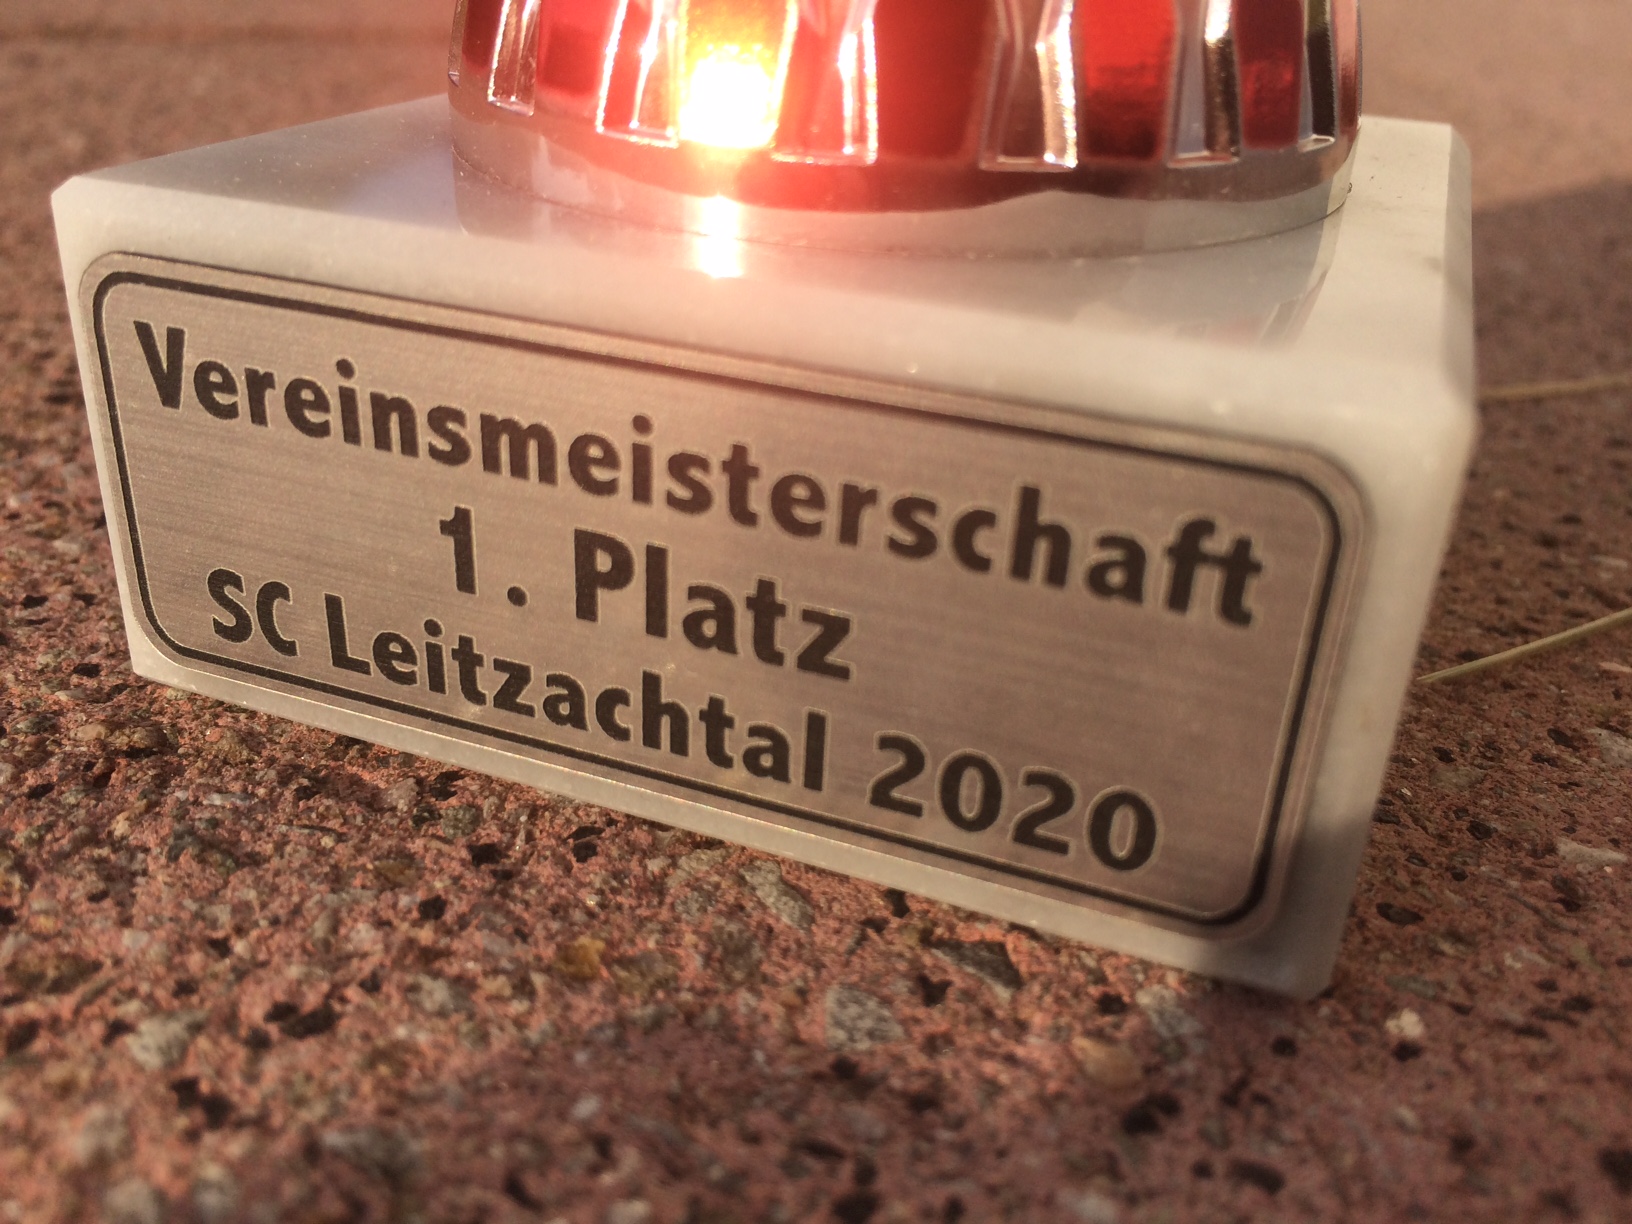 Vereinsmeisterschaft
1. Platz
SC Leitzachtal 2020